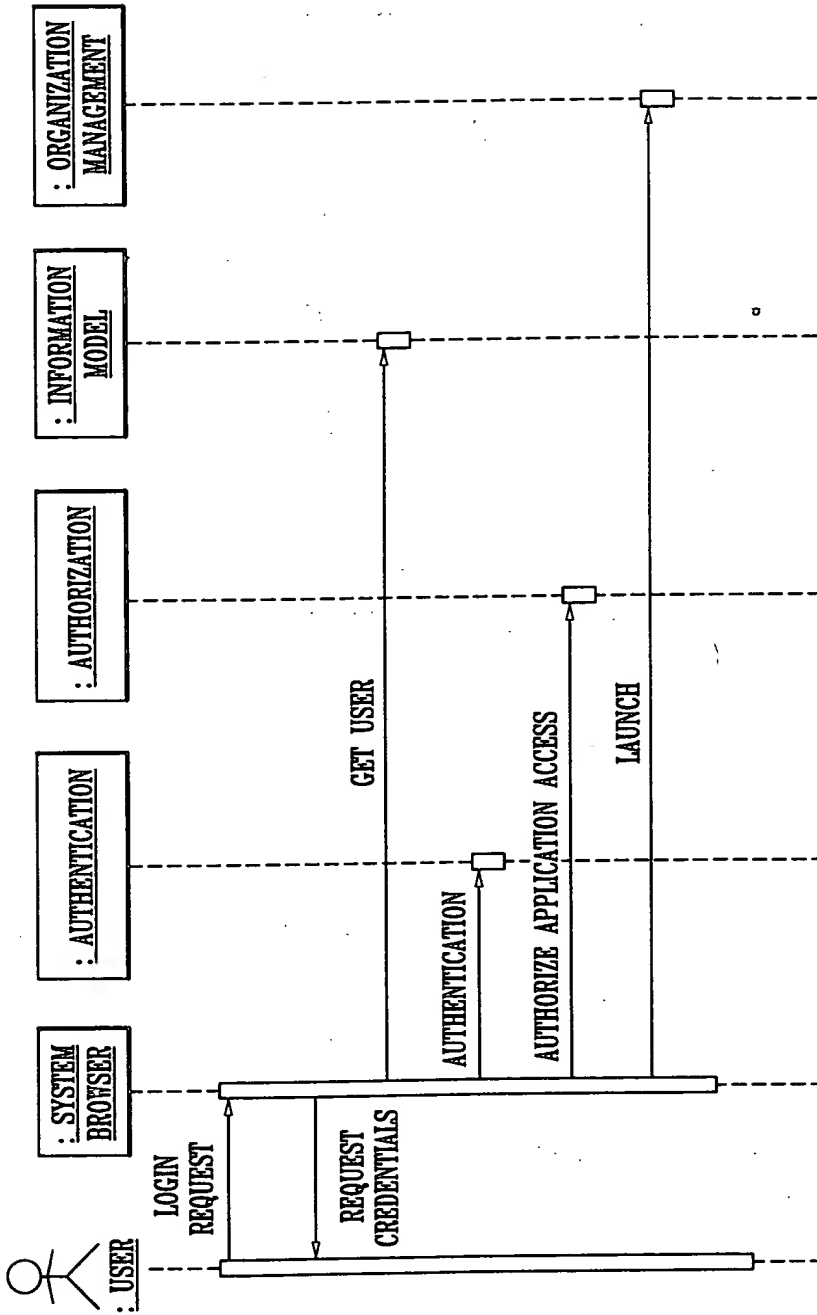 : USER
: SYSTEM
BROWSER
: AUTHENTICATION
: AUTHORIZATION
: INFORMATION
MODEL
: ORGANIZATION
MANAGEMENT
LOGIN
REQUEST
REQUEST
CREDENTIALS
GET USER
AUTHENTICATION
AUTHORIZE APPLICATION ACCESS
LAUNCH